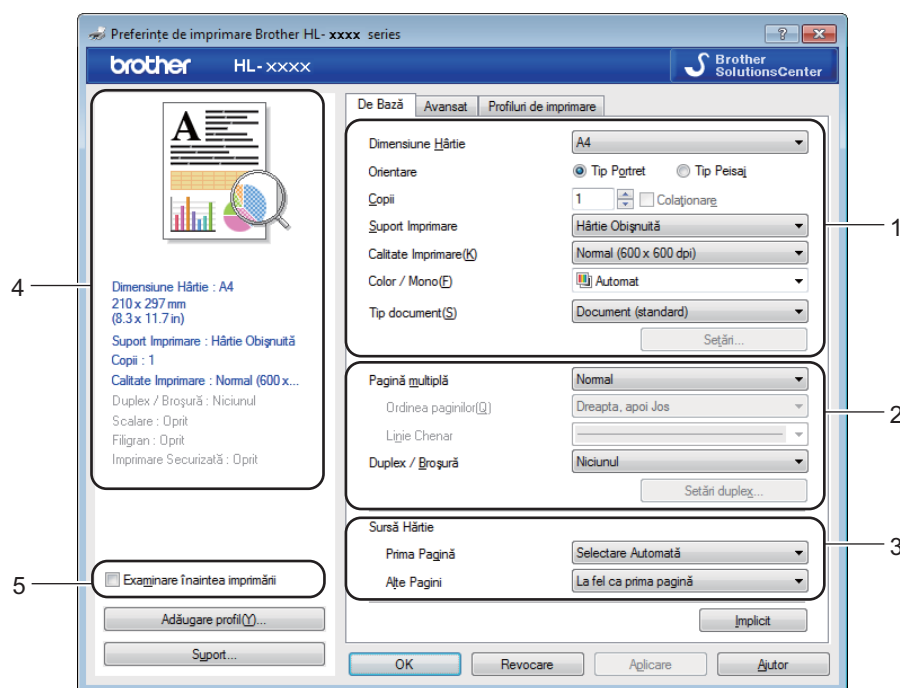 Preferințe de imprimare Brother HL- xxxx series
brother HL-xxxx
Brother
SolutionsCenter
De Bază Avansat Profiluri de imprimare
Dimensiune Hârtie A4
Orientare Tip Portret Tip Peisaj
Copii 1 Colaţionare
Suport Imprimare Hârtie Obişnuită
Calitate Imprimare(K) Normal (600 x 600 dpi)
Color / Mono(F) Automat
Tip document(S) Document (standard)
Setări...
1
A
4
Dimensiune Hârtie : A4
210 x 297 mm
(8.3 x 11.7 in)
Suport Imprimare : Hârtie Obişnuită
Copii : 1
Calitate Imprimare : Normal (600 x...
Duplex / Broşură : Niciunul
Scalare : Oprit
Filigran : Oprit
Imprimare Securizată : Oprit
Pagină multiplă Normal
Ordinea paginilor(Q) Dreapta, apoi Jos
Linie Chenar
Duplex / Broşură Niciunul
Setări duplex...
2
Sursă Hârtie
Prima Pagină Selectare Automată
Alte Pagini La fel ca prima pagină
3
5
Examinare înaintea imprimării
Adăugare profil(Y)...
Suport...
Implicit
OK Revocare Aplicare Ajutor